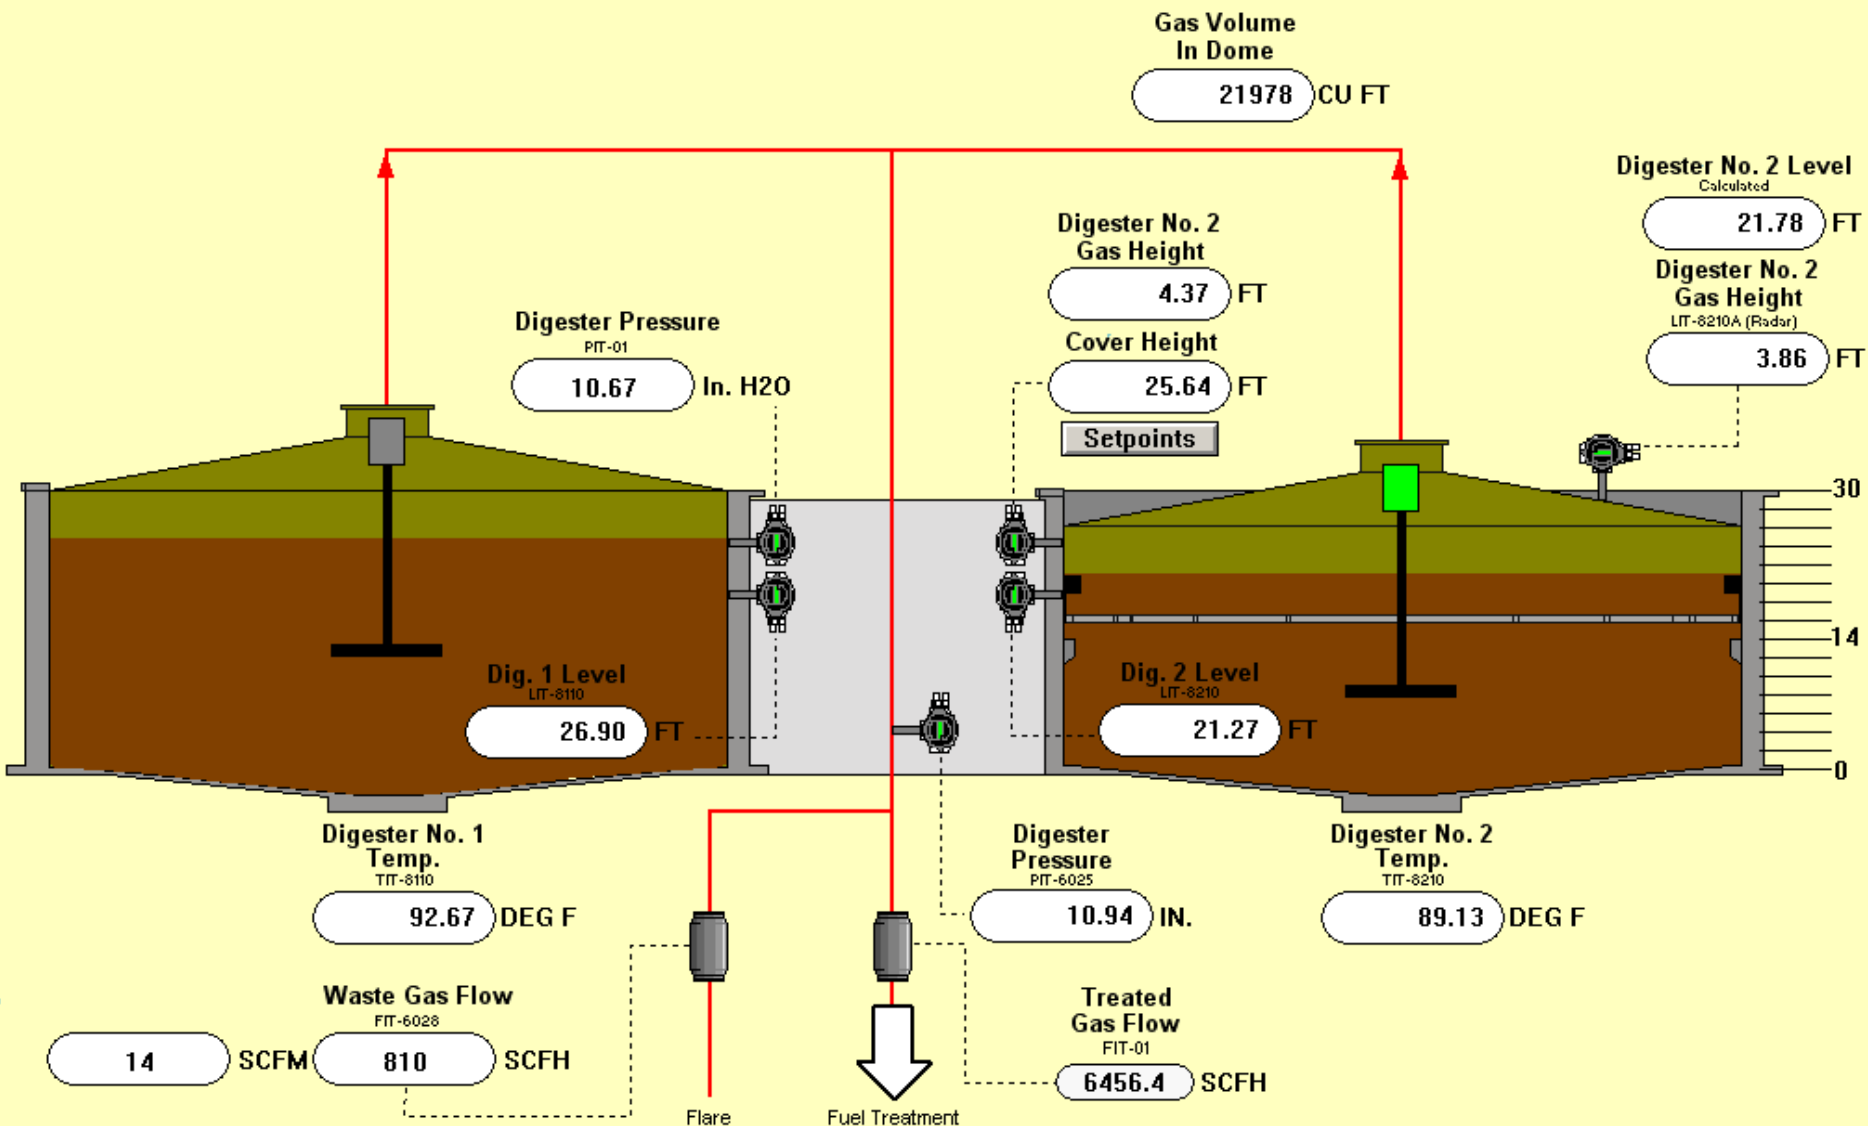 Gas Volume
In Dome
21978 CU FT
Digester No. 2 Level
Calculated
21.78 FT
Digester No. 2
Gas Height
4.37 FT
Digester No. 2
Gas Height
LIT-8210A (Radar)
3.86 FT
Digester Pressure
PIT-01
10.67 In. H2O
Cover Height
25.64 FT
Setpoints
30
14
0
Dig. 1 Level
LIT-8110
26.90 FT
Dig. 2 Level
LIT-8210
21.27 FT
Digester No. 1
Temp.
TIT-8110
92.67 DEG F
Digester
Pressure
PIT-6025
10.94 IN.
Digester No. 2
Temp.
TIT-8210
89.13 DEG F
Waste Gas Flow
FIT-6028
14 SCFM 810 SCFH
Treated
Gas Flow
FIT-01
6456.4 SCFH
Flare
Fuel Treatment